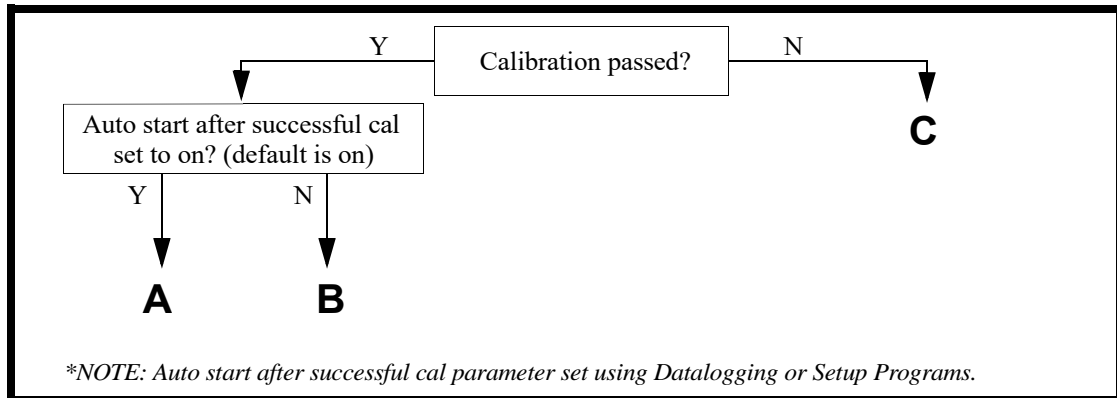 Y
Calibration passed?
N
Auto start after successful cal
set to on? (default is on)
C
Y
N
A
B
*NOTE: Auto start after successful cal parameter set using Datalogging or Setup Programs.